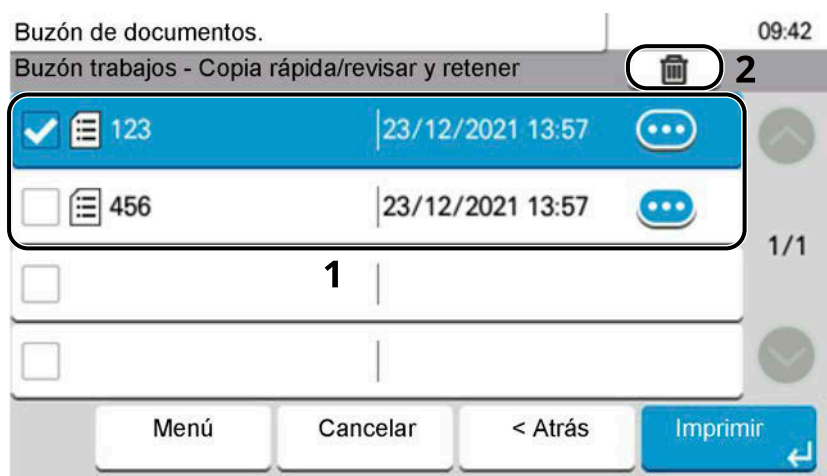 Buzón de documentos. 09:42
Buzón trabajos - Copia rápida/revisar y retener 2
123 23/12/2021 13:57
456 23/12/2021 13:57
1/1
1
Menú Cancelar < Atrás Imprimir